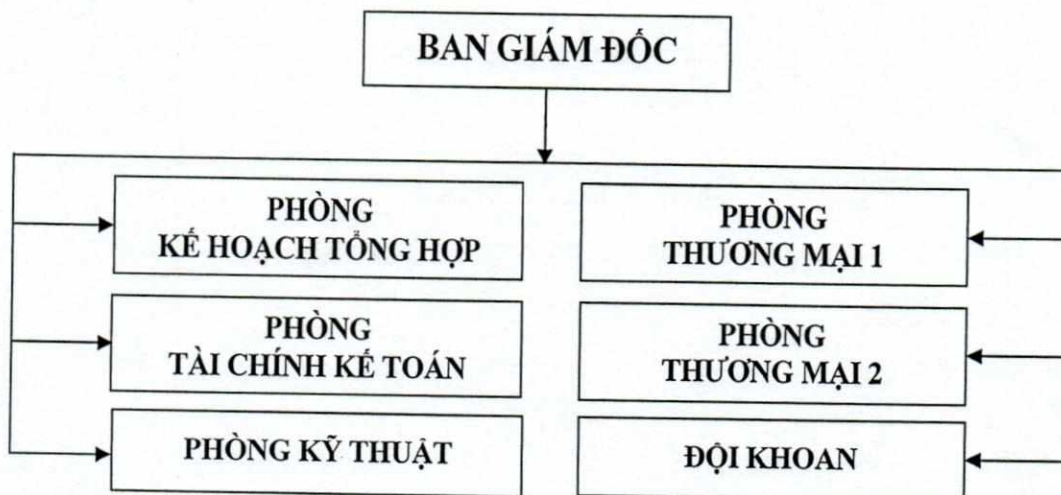 BAN GIÁM ĐỐC
PHÒNG
KẾ HOẠCH TỔNG HỢP
PHÒNG
THƯƠNG MẠI 1
PHÒNG
TÀI CHÍNH KẾ TOÁN
PHÒNG
THƯƠNG MẠI 2
PHÒNG KỸ THUẬT
ĐỘI KHOAN